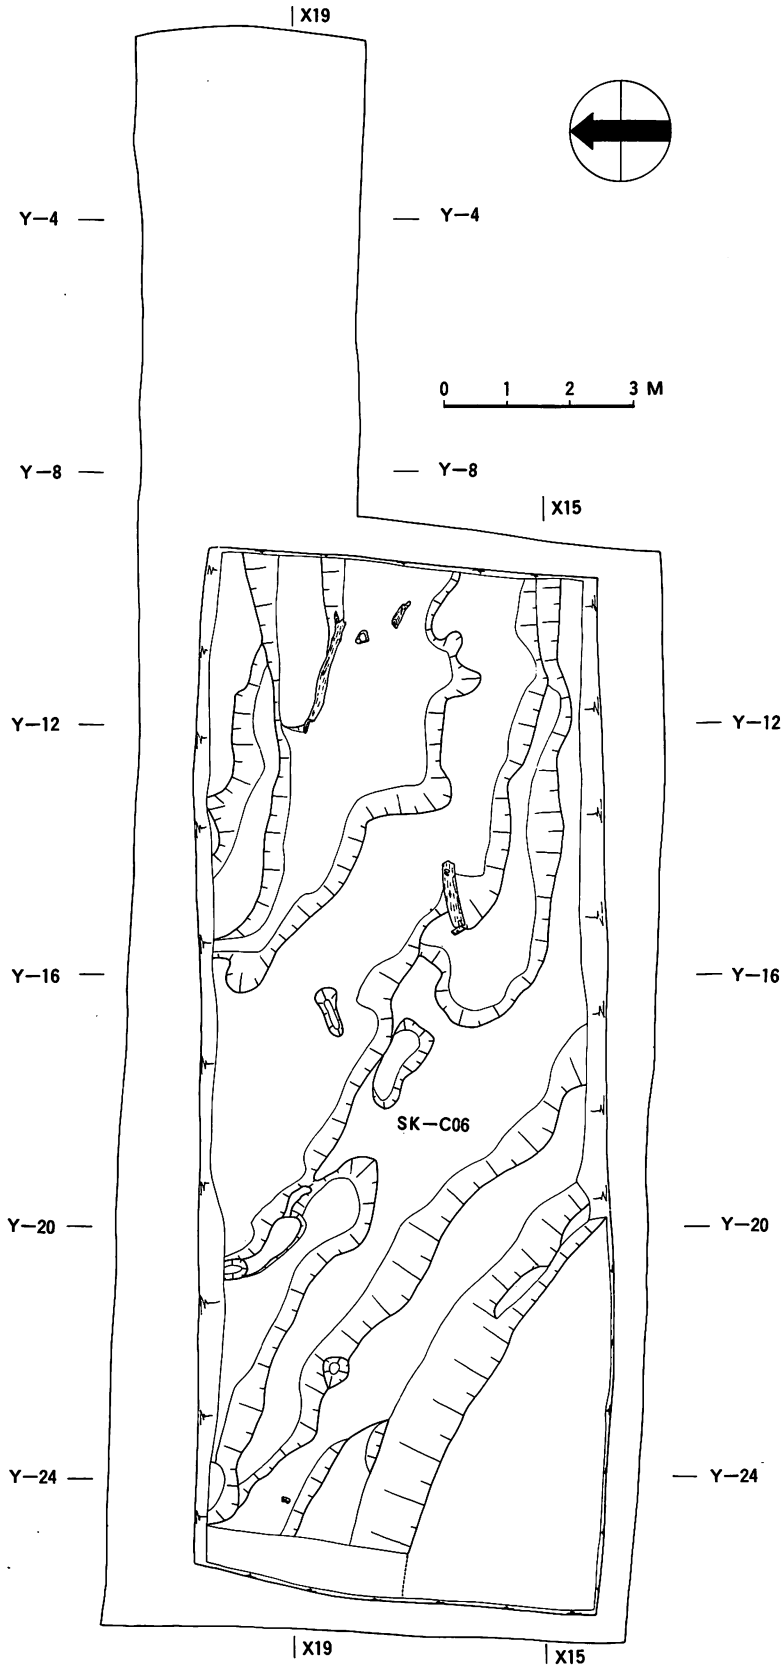 X19
Y—4 Y—4
0 1 2 3 M
Y—8 Y—8
X15
Y—12 Y—12
Y—16 Y—16
SK—C06
Y—20 Y—20
Y—24 Y—24
X19 X15